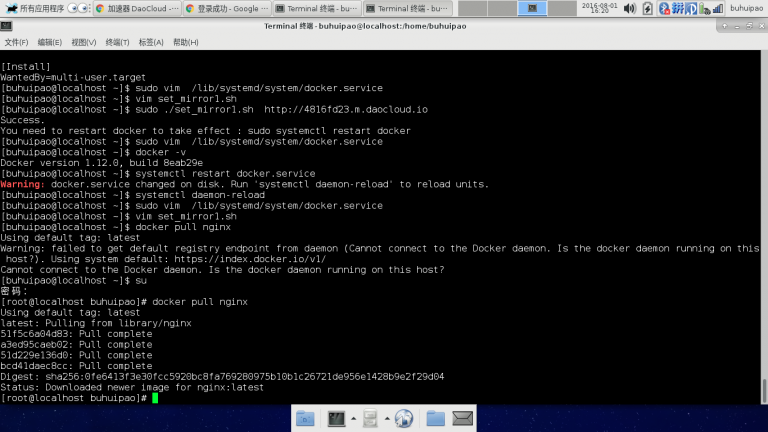 所有应用程序
加速器 DaoCloud -...
登录成功 - Google ...
Terminal 终端 - bu...
Terminal 终端 - bu...
2016-08-01
16:20
拼
buhuipao
Terminal 终端 - buhuipao@localhost:/home/buhuipao
文件(F) 编辑(E) 视图(V) 终端(T) 标签(A) 帮助(H)
[Install]
WantedBy=multi-user.target
[buhuipao@localhost ~]$ sudo vim  /lib/systemd/system/docker.service
[buhuipao@localhost ~]$ vim set_mirror1.sh
[buhuipao@localhost ~]$ sudo ./set_mirror1.sh  http://4816fd23.m.daocloud.io
Success.
You need to restart docker to take effect : sudo systemctl restart docker
[buhuipao@localhost ~]$ sudo vim  /lib/systemd/system/docker.service
[buhuipao@localhost ~]$ docker -v
Docker version 1.12.0, build 8eab29e
[buhuipao@localhost ~]$ systemctl restart docker.service
Warning: docker.service changed on disk. Run 'systemctl daemon-reload' to reload units.
[buhuipao@localhost ~]$ systemctl daemon-reload
[buhuipao@localhost ~]$ sudo vim  /lib/systemd/system/docker.service
[buhuipao@localhost ~]$ vim set_mirror1.sh
[buhuipao@localhost ~]$ docker pull nginx
Using default tag: latest
Warning: failed to get default registry endpoint from daemon (Cannot connect to the Docker daemon. Is the docker daemon running on this
host?). Using system default: https://index.docker.io/v1/
Cannot connect to the Docker daemon. Is the docker daemon running on this host?
[buhuipao@localhost ~]$ su
密码：
[root@localhost buhuipao]# docker pull nginx
Using default tag: latest
latest: Pulling from library/nginx
51f5c6a04d83: Pull complete
a3ed95caeb02: Pull complete
51d229e136d0: Pull complete
bcd41daec8cc: Pull complete
Digest: sha256:0fe6413f3e30fcc5920bc8fa769280975b10b1c26721de956e1428b9e2f29d04
Status: Downloaded newer image for nginx:latest
[root@localhost buhuipao]#